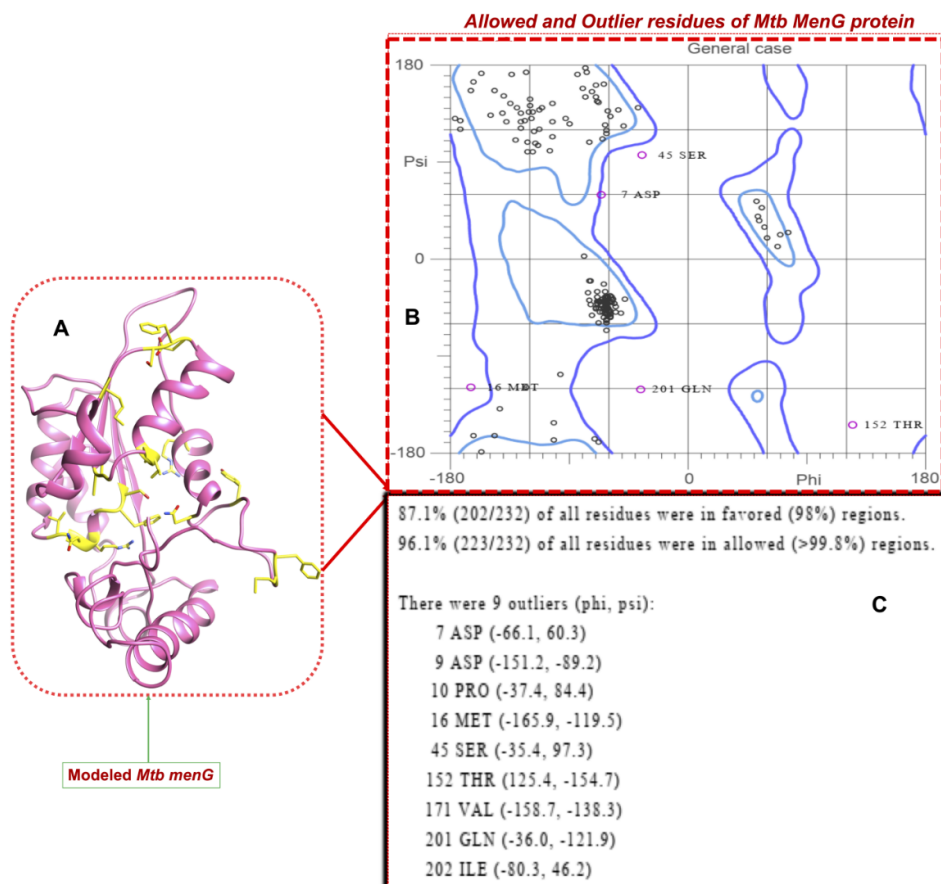 Allowed and Outlier residues of Mtb MenG protein
General case
180
Psi
45 SER
7 ASP
0
A
B
16 MET
201 GLN
152 THR
-180
-180
0
Phi
180
87.1% (202/232) of all residues were in favored (98%) regions.
96.1% (223/232) of all residues were in allowed (>99.8%) regions.
There were 9 outliers (phi, psi):
C
7 ASP (-66.1, 60.3)
9 ASP (-151.2, -89.2)
10 PRO (-37.4, 84.4)
16 MET (-165.9, -119.5)
45 SER (-35.4, 97.3)
152 THR (125.4, -154.7)
171 VAL (-158.7, -138.3)
201 GLN (-36.0, -121.9)
202 ILE (-80.3, 46.2)
Modeled Mtb menG